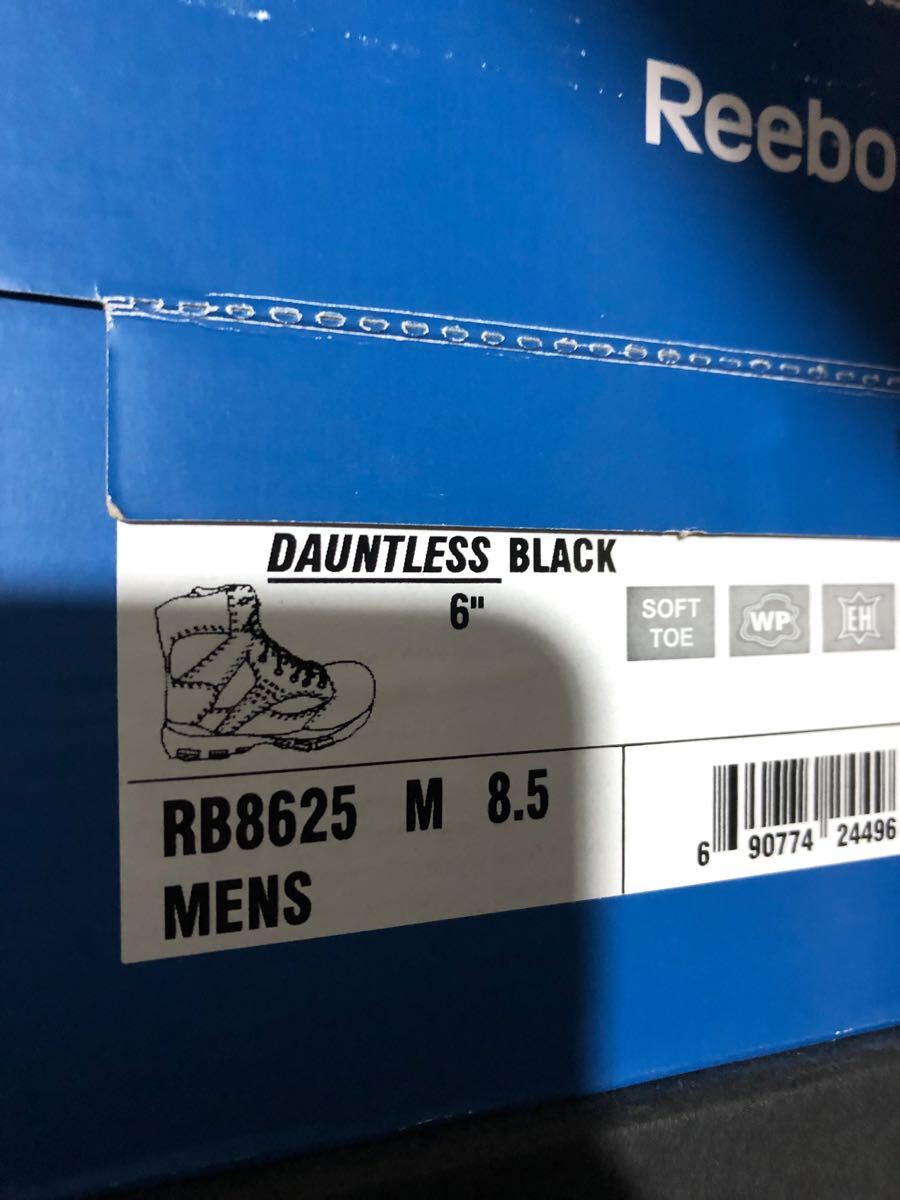 Reebo
DAUNTLESS BLACK
6"
SOFT
TOE
WP
EH
RB8625 M 8.5
MENS
6 90774 24496